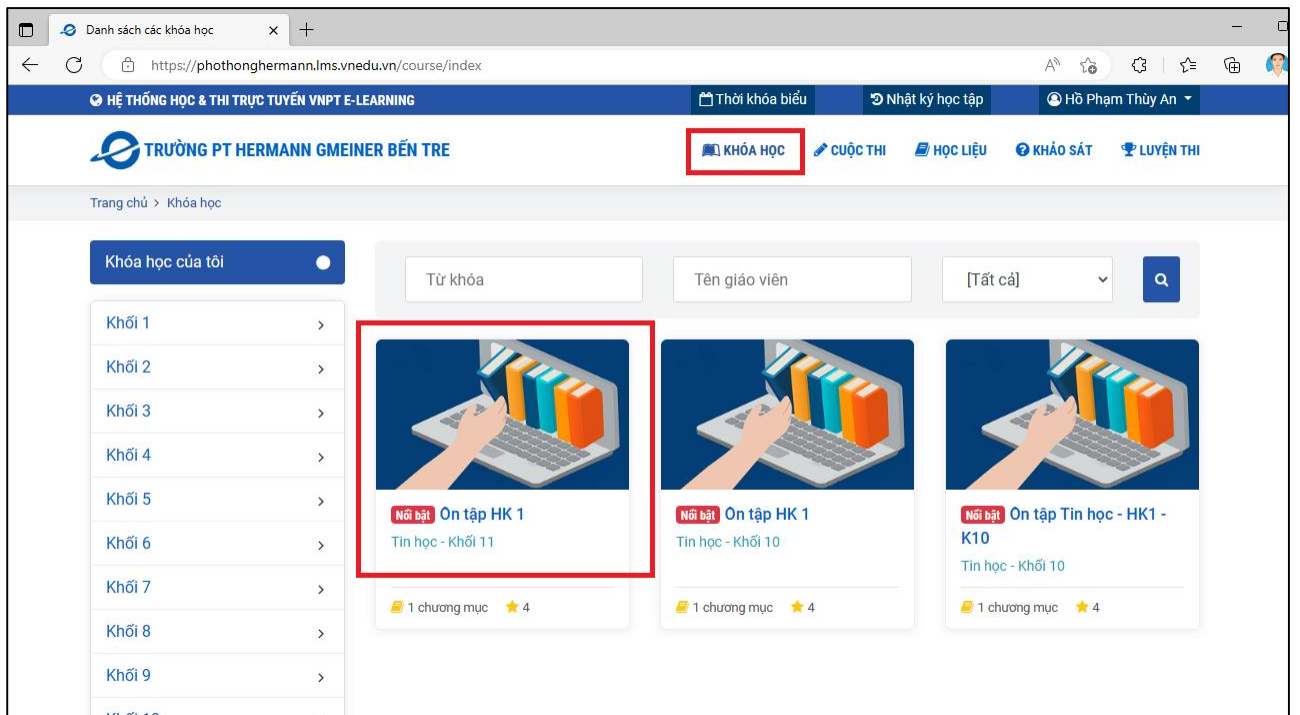 Danh sách các khóa học
https://phothonghermann.lms.vnedu.vn/course/index
HỆ THỐNG HỌC & THI TRỰC TUYẾN VNPT E-LEARNING
Thời khóa biểu
Nhật ký học tập
Hồ Phạm Thùy An
TRƯỜNG PT HERMANN GMEINER BẾN TRE
KHÓA HỌC
CUỘC THI
HỌC LIỆU
KHẢO SÁT
LUYỆN THI
Trang chủ > Khóa học
Khóa học của tôi
Khối 1
Khối 2
Khối 3
Khối 4
Khối 5
Khối 6
Khối 7
Khối 8
Khối 9
Từ khóa
Tên giáo viên
[Tất cả]
Nổi bật Ôn tập HK 1
Tin học - Khối 11
1 chương mục 4
Nổi bật Ôn tập HK 1
Tin học - Khối 10
1 chương mục 4
Nổi bật Ôn tập Tin học - HK1 -
K10
Tin học - Khối 10
1 chương mục 4